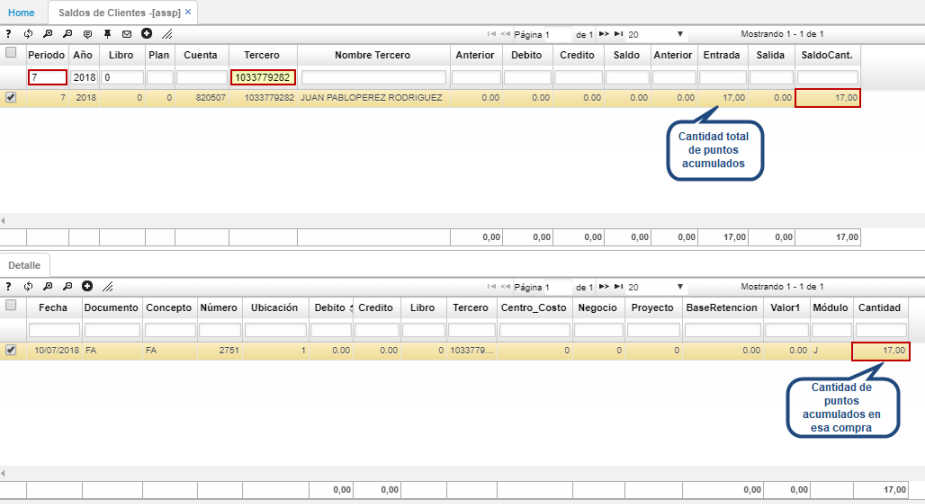 Home Saldos de Clientes -[assp] ×
? Página 1 de 1 20 Mostrando 1 - 1 de 1
Periodo Año Libro Plan Cuenta Tercero Nombre Tercero Anterior Debito Credito Saldo Anterior Entrada Salida SaldoCant.
7 2018 0 1033779282
7 2018 0 0 820507 1033779282 JUAN PABLOPEREZ RODRIGUEZ 0.00 0.00 0.00 0.00 0.00 17,00 0.00 17,00
Cantidad total
de puntos
acumulados
0,00 0,00 0,00 0,00 0,00 17,00 0,00 17,00
Detalle
? Página 1 de 1 20 Mostrando 1 - 1 de 1
Fecha Documento Concepto Número Ubicación Debito Credito Libro Tercero Centro_Costo Negocio Proyecto BaseRetencion Valor1 Módulo Cantidad
10/07/2018 FA FA 2751 1 0.00 0.00 0 1033779... 0 0 0 0.00 0.00 J 17,00
Cantidad de
puntos
acumulados en
esa compra
0,00 0,00 0,00 0,00 17,00